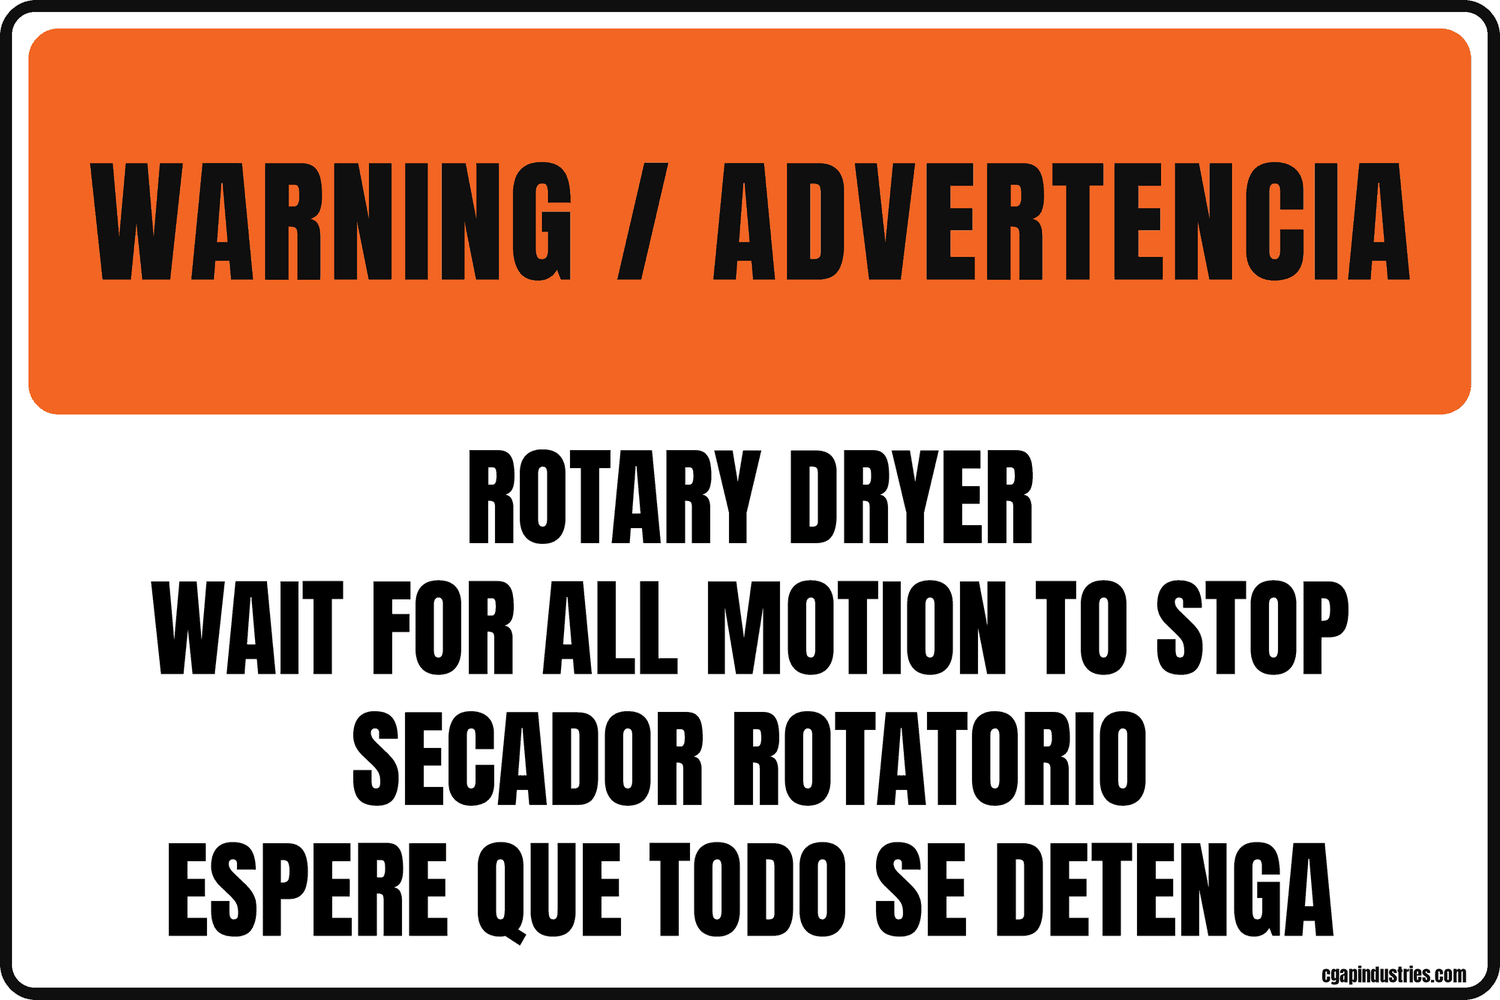 WARNING / ADVERTENCIA
ROTARY DRYER
WAIT FOR ALL MOTION TO STOP
SECADOR ROTATORIO
ESPERE QUE TODO SE DETENGA
cgapindustries.com